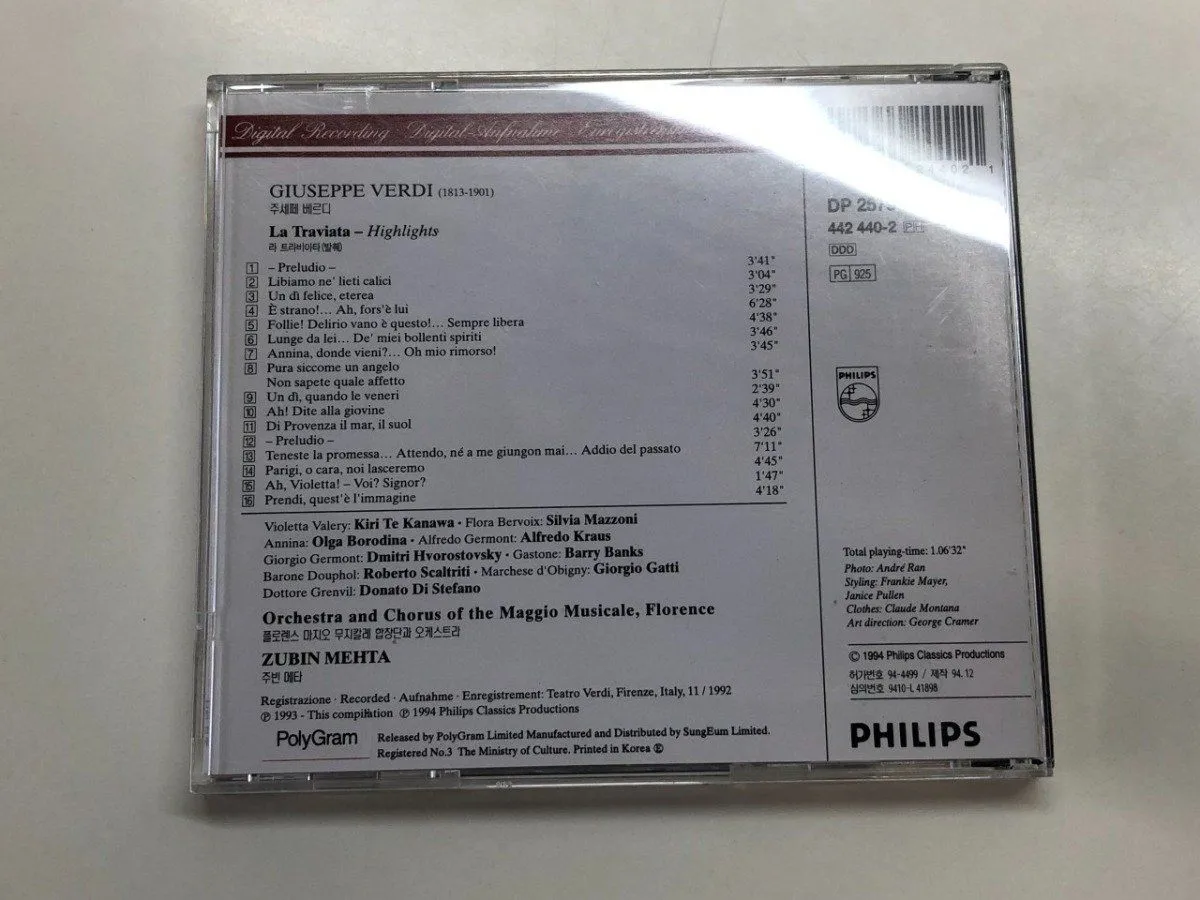 Digital Recording Digital-Aufnahme
GIUSEPPE VERDI (1813-1901)
주세페 베르디
La Traviata – Highlights
라 트라비아타(발췌)
1 – Preludio – 3'41"
2 Libiamo ne' lieti calici 3'04"
3 Un dì felice, eterea 3'29"
4 È strano!... Ah, fors'è lui 6'28"
5 Follie! Delirio vano è questo!... Sempre libera 4'38"
6 Lunge da lei... De' miei bollenti spiriti 3'46"
7 Annina, donde vieni?... Oh mio rimorso! 3'45"
8 Pura siccome un angelo
Non sapete quale affetto 3'51"
9 Un dì, quando le veneri 2'39"
10 Ah! Dite alla giovine 4'30"
11 Di Provenza il mar, il suol 4'40"
12 – Preludio – 3'26"
13 Teneste la promessa... Attendo, né a me giungon mai... Addio del passato 7'11"
14 Parigi, o cara, noi lasceremo 4'45"
15 Ah, Violetta! – Voi? Signor? 1'47"
16 Prendi, quest'è l'immagine 4'18"
Violetta Valery: Kiri Te Kanawa · Flora Bervoix: Silvia Mazzoni
Annina: Olga Borodina · Alfredo Germont: Alfredo Kraus
Giorgio Germont: Dmitri Hvorostovsky · Gastone: Barry Banks
Barone Douphol: Roberto Scaltriti · Marchese d'Obigny: Giorgio Gatti
Dottore Grenvil: Donato Di Stefano
Orchestra and Chorus of the Maggio Musicale, Florence
플로렌스 마지오 무지칼레 합창단과 오케스트라
ZUBIN MEHTA
주빈 메타
Registrazione · Recorded · Aufnahme · Enregistrement: Teatro Verdi, Firenze, Italy, 11 / 1992
℗ 1993 - This compilation ℗ 1994 Philips Classics Productions
PolyGram
Released by PolyGram Limited Manufactured and Distributed by SungEum Limited.
Registered No.3 The Ministry of Culture. Printed in Korea Ⓔ
DP
442 440-2
DDD
PG 925
PHILIPS
Total playing-time: 1.06'32"
Photo: André Ran
Styling: Frankie Mayer,
Janice Pullen
Clothes: Claude Montana
Art direction: George Cramer
© 1994 Philips Classics Productions
허가번호 94-4499 / 제작 94.12
심의번호 9410-L 41898
PHILIPS